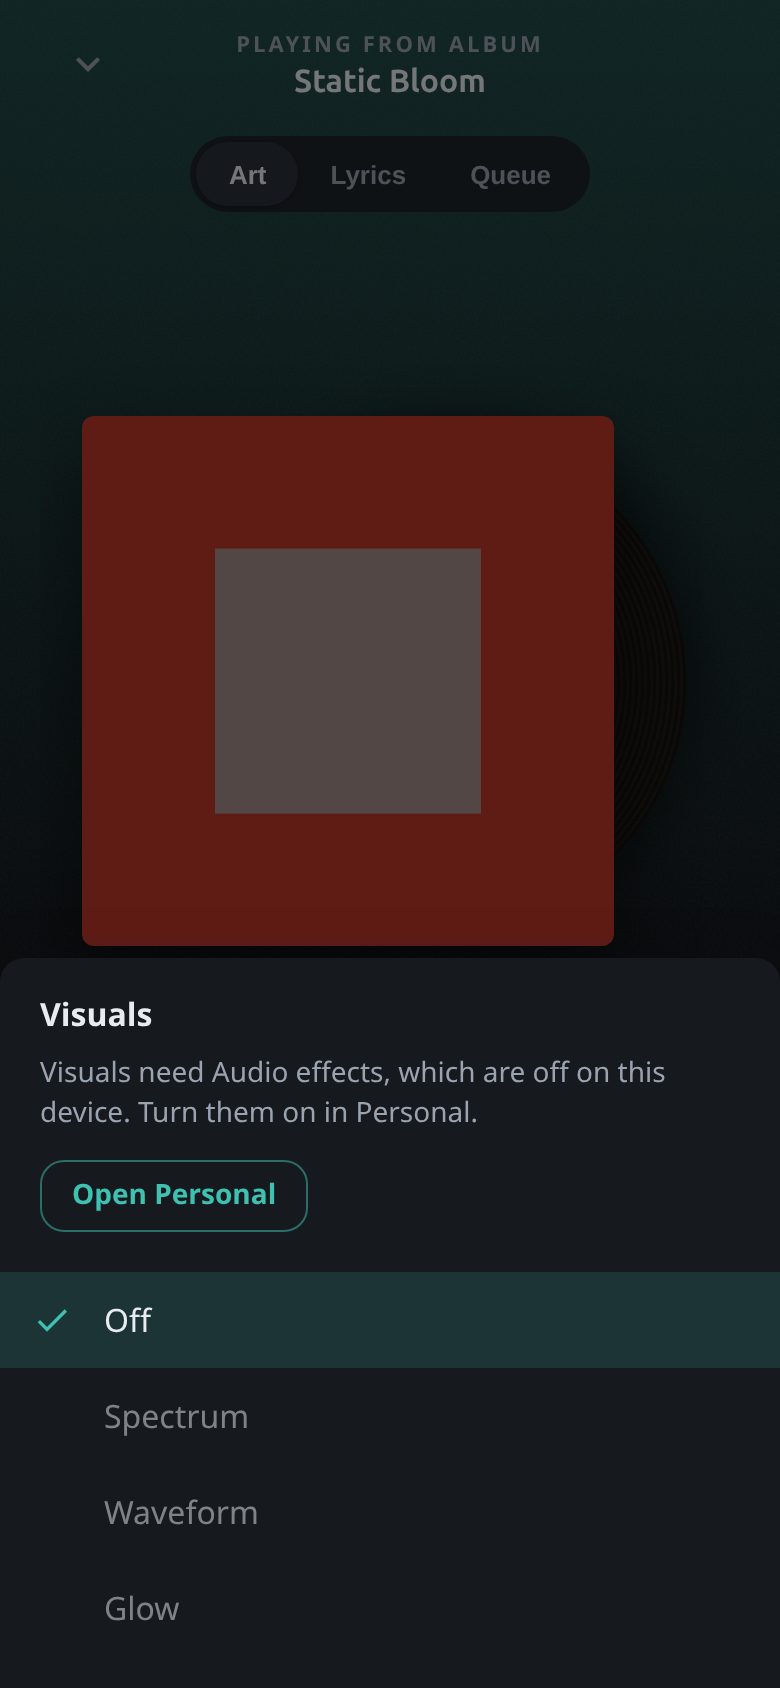 PLAYING FROM ALBUM
Static Bloom
Art Lyrics Queue
Visuals
Visuals need Audio effects, which are off on this
device. Turn them on in Personal.
Open Personal
Off
Spectrum
Waveform
Glow